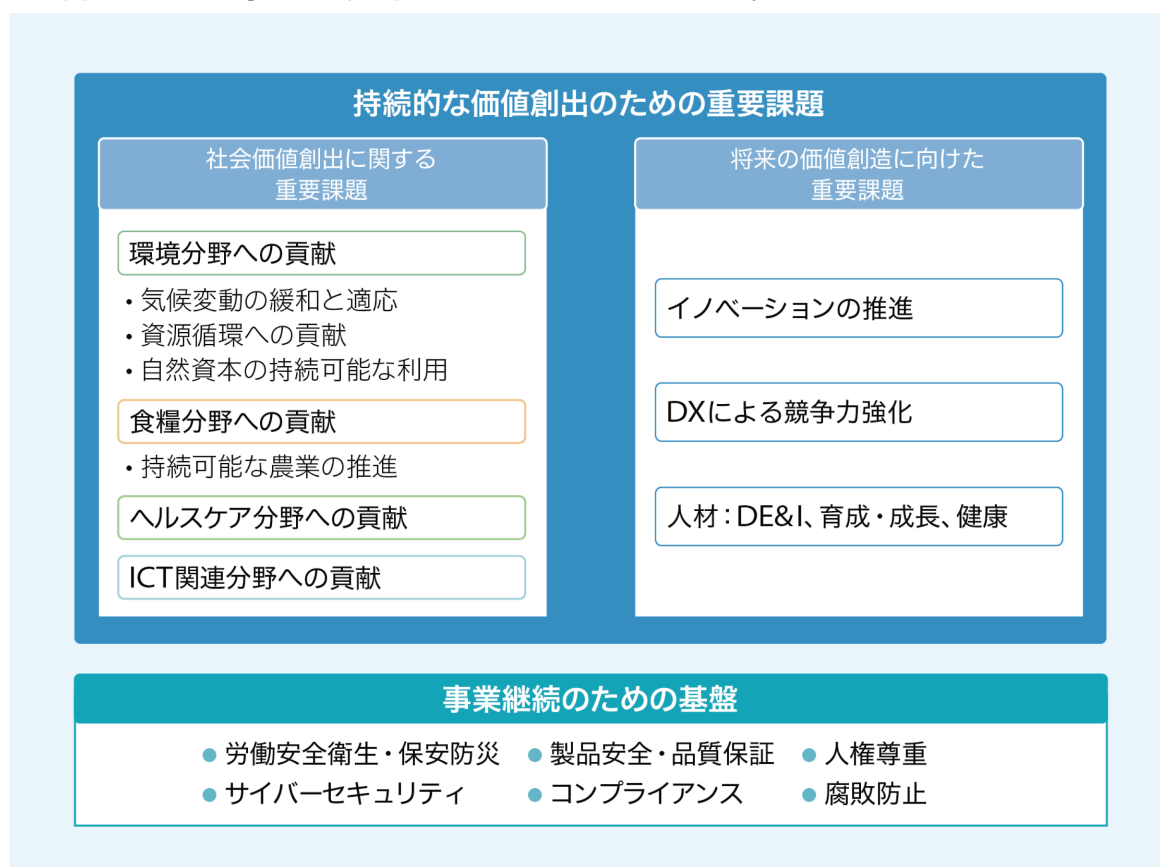 持続的な価値創出のための重要課題
社会価値創出に関する
重要課題
環境分野への貢献
・気候変動の緩和と適応
・資源循環への貢献
・自然資本の持続可能な利用
食糧分野への貢献
・持続可能な農業の推進
ヘルスケア分野への貢献
ICT関連分野への貢献
将来の価値創造に向けた
重要課題
イノベーションの推進
DXによる競争力強化
人材：DE&I、育成・成長、健康
事業継続のための基盤
● 労働安全衛生・保安防災 ● 製品安全・品質保証 ● 人権尊重
● サイバーセキュリティ ● コンプライアンス ● 腐敗防止